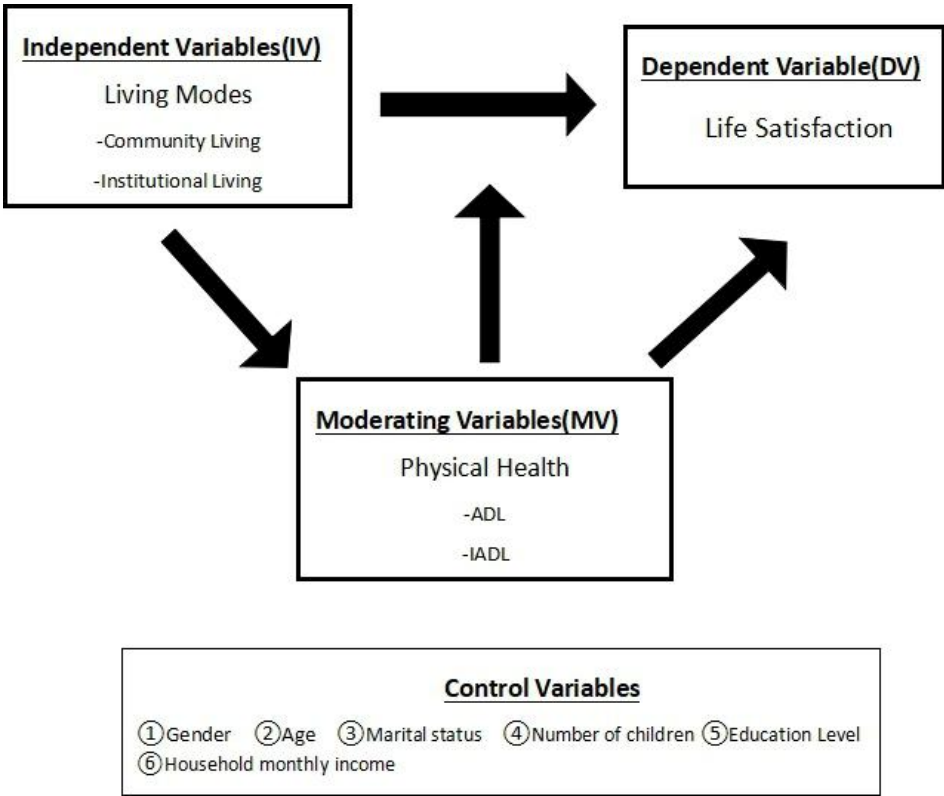 Independent Variables(IV)
Living Modes
-Community Living
-Institutional Living
Dependent Variable(DV)
Life Satisfaction
Moderating Variables(MV)
Physical Health
-ADL
-IADL
Control Variables
①Gender ②Age ③Marital status ④Number of children ⑤Education Level
⑥Household monthly income